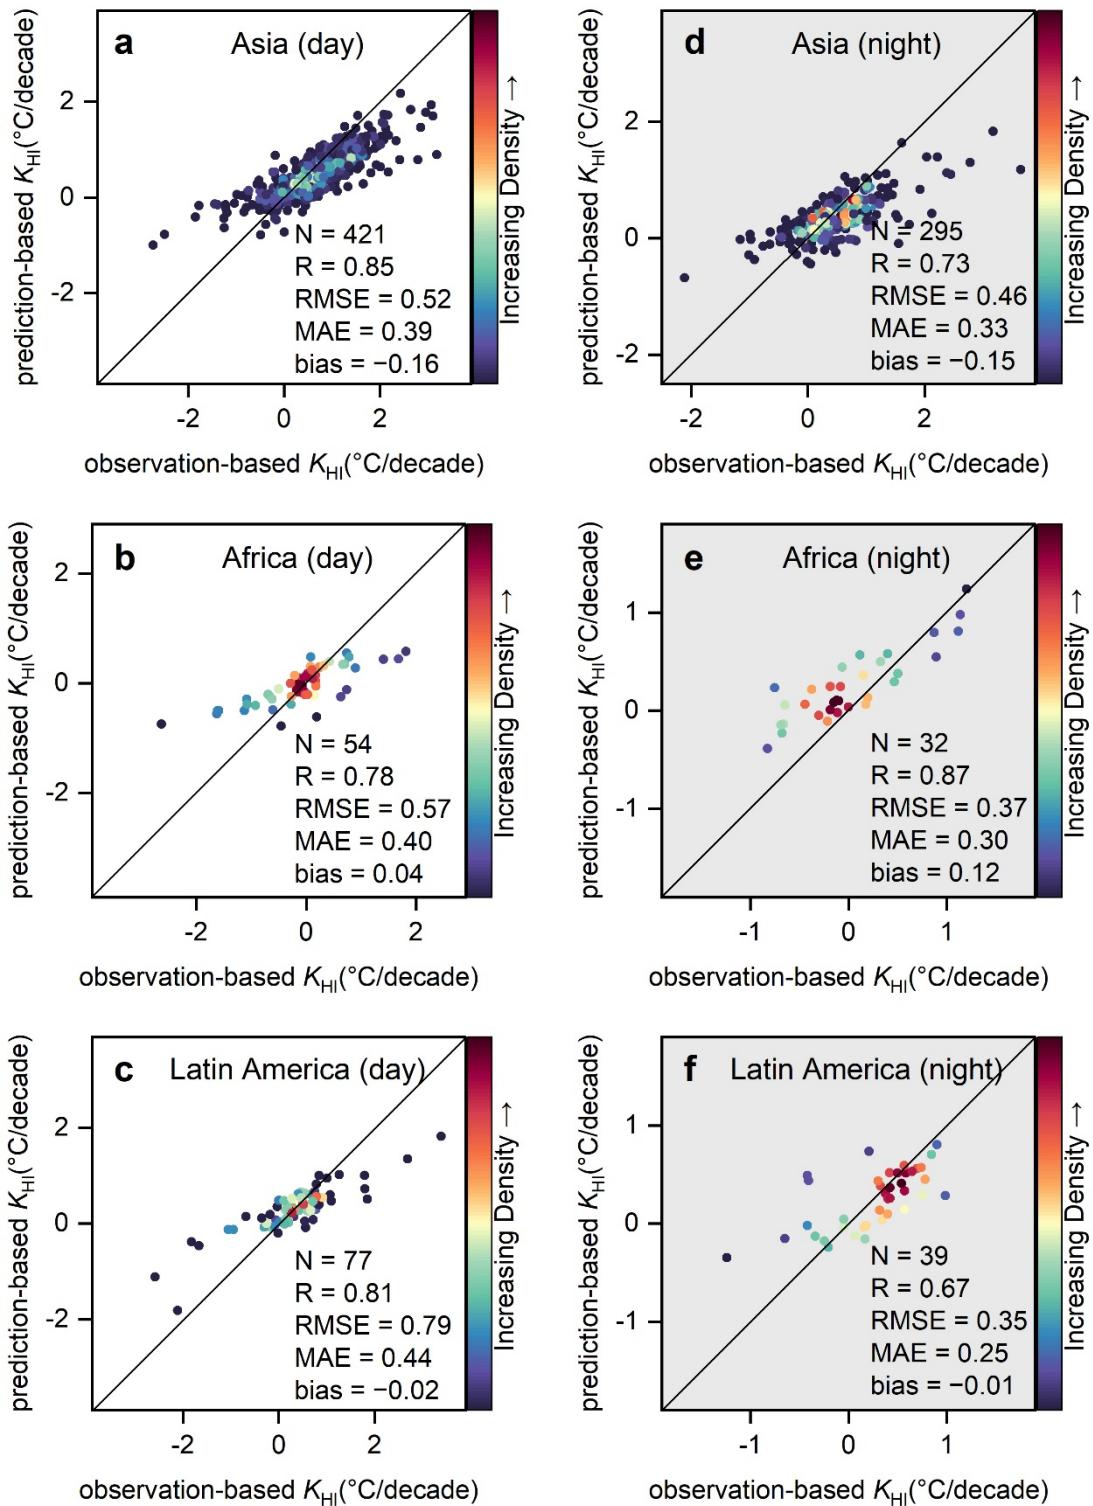 a
Asia (day)
prediction-based K_HI(°C/decade)
2
0
-2
N = 421
R = 0.85
RMSE = 0.52
MAE = 0.39
bias = −0.16
-2 0 2
observation-based K_HI(°C/decade)
Increasing Density →
d
Asia (night)
prediction-based K_HI(°C/decade)
2
0
-2
N = 295
R = 0.73
RMSE = 0.46
MAE = 0.33
bias = −0.15
-2 0 2
observation-based K_HI(°C/decade)
Increasing Density →
b
Africa (day)
prediction-based K_HI(°C/decade)
2
0
-2
N = 54
R = 0.78
RMSE = 0.57
MAE = 0.40
bias = 0.04
-2 0 2
observation-based K_HI(°C/decade)
Increasing Density →
e
Africa (night)
prediction-based K_HI(°C/decade)
1
0
-1
N = 32
R = 0.87
RMSE = 0.37
MAE = 0.30
bias = 0.12
-1 0 1
observation-based K_HI(°C/decade)
Increasing Density →
c
Latin America (day)
prediction-based K_HI(°C/decade)
2
0
-2
N = 77
R = 0.81
RMSE = 0.79
MAE = 0.44
bias = −0.02
-2 0 2
observation-based K_HI(°C/decade)
Increasing Density →
f
Latin America (night)
prediction-based K_HI(°C/decade)
1
0
-1
N = 39
R = 0.67
RMSE = 0.35
MAE = 0.25
bias = −0.01
-1 0 1
observation-based K_HI(°C/decade)
Increasing Density →